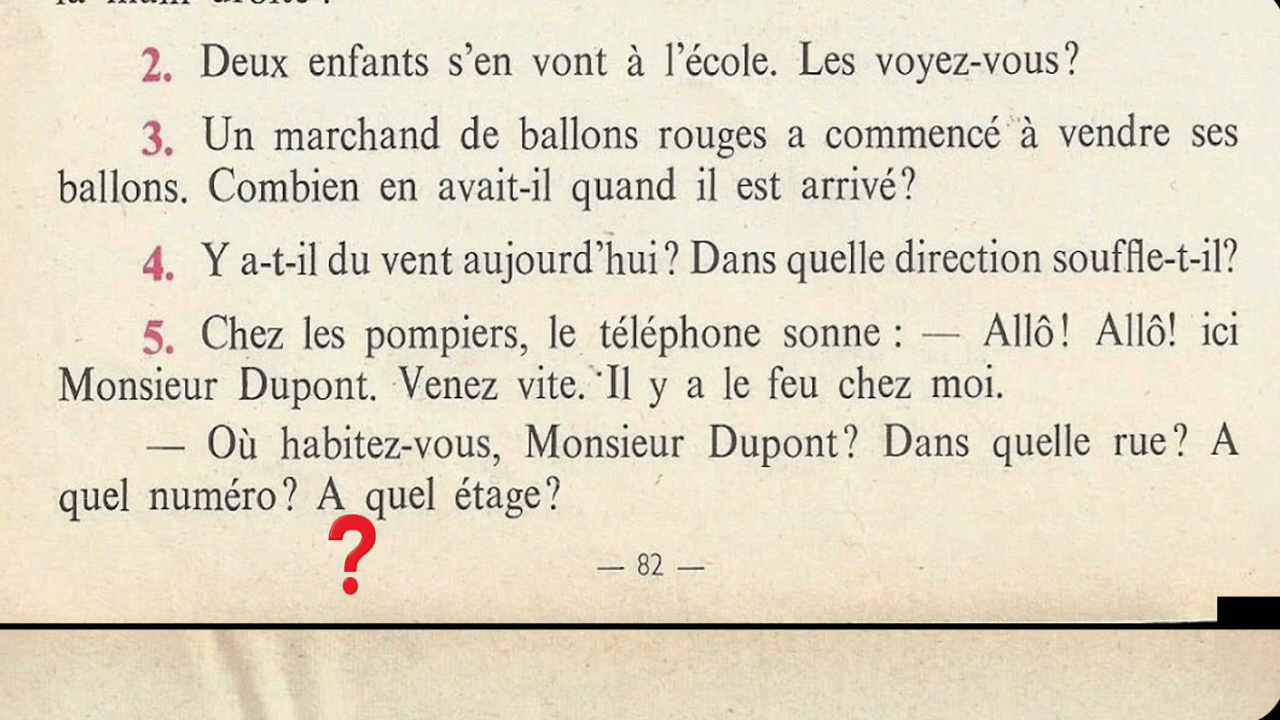 2. Deux enfants s'en vont à l'école. Les voyez-vous?
3. Un marchand de ballons rouges a commencé à vendre ses
ballons. Combien en avait-il quand il est arrivé?
4. Y a-t-il du vent aujourd'hui? Dans quelle direction souffle-t-il?
5. Chez les pompiers, le téléphone sonne : — Allô! Allô! ici
Monsieur Dupont. Venez vite. Il y a le feu chez moi.
— Où habitez-vous, Monsieur Dupont? Dans quelle rue? A
quel numéro? A quel étage?
❓
— 82 —